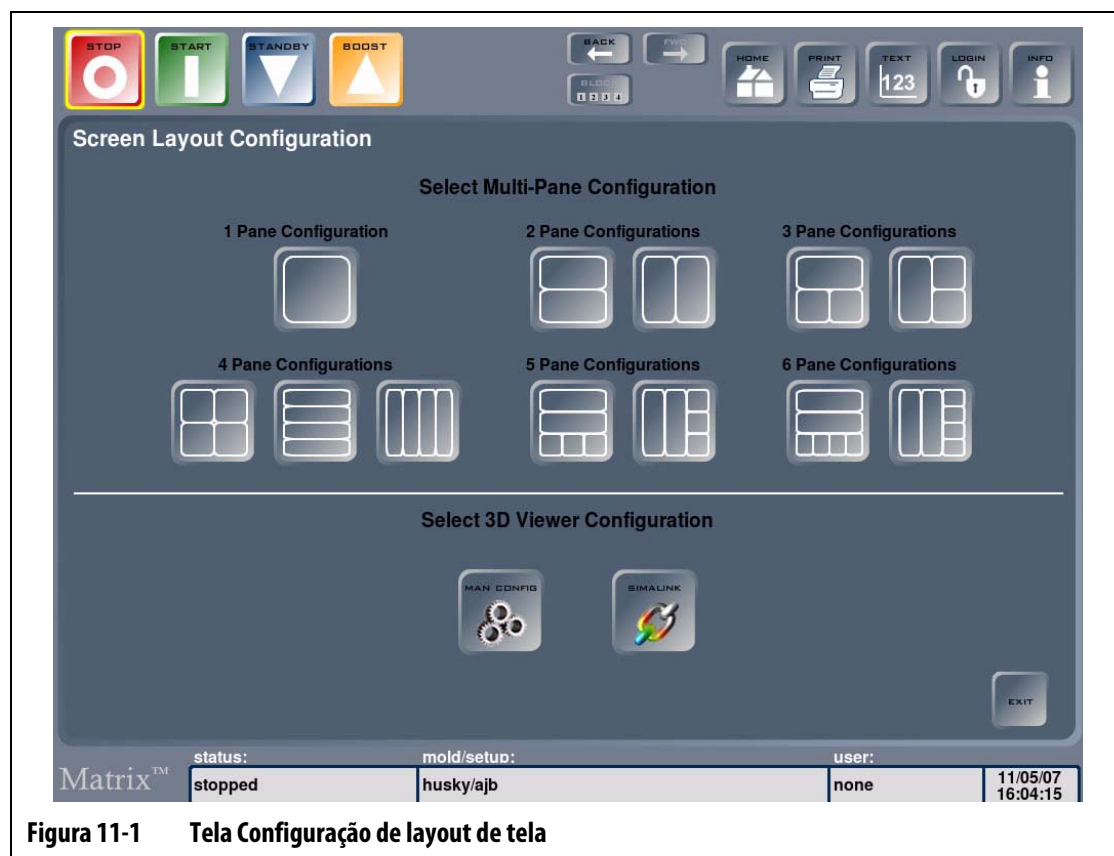 STOP START STANDBY BOOST BACK FWD
HOME PRINT TEXT LOGIN INFO
BLOCK
1 2 3 4
123
Screen Layout Configuration
Select Multi-Pane Configuration
1 Pane Configuration 2 Pane Configurations 3 Pane Configurations
4 Pane Configurations 5 Pane Configurations 6 Pane Configurations
Select 3D Viewer Configuration
MAN CONFIG SIMALINK
EXIT
status: mold/setup: user:
Matrix™ stopped husky/ajb none 11/05/07
16:04:15
Figura 11-1 Tela Configuração de layout de tela